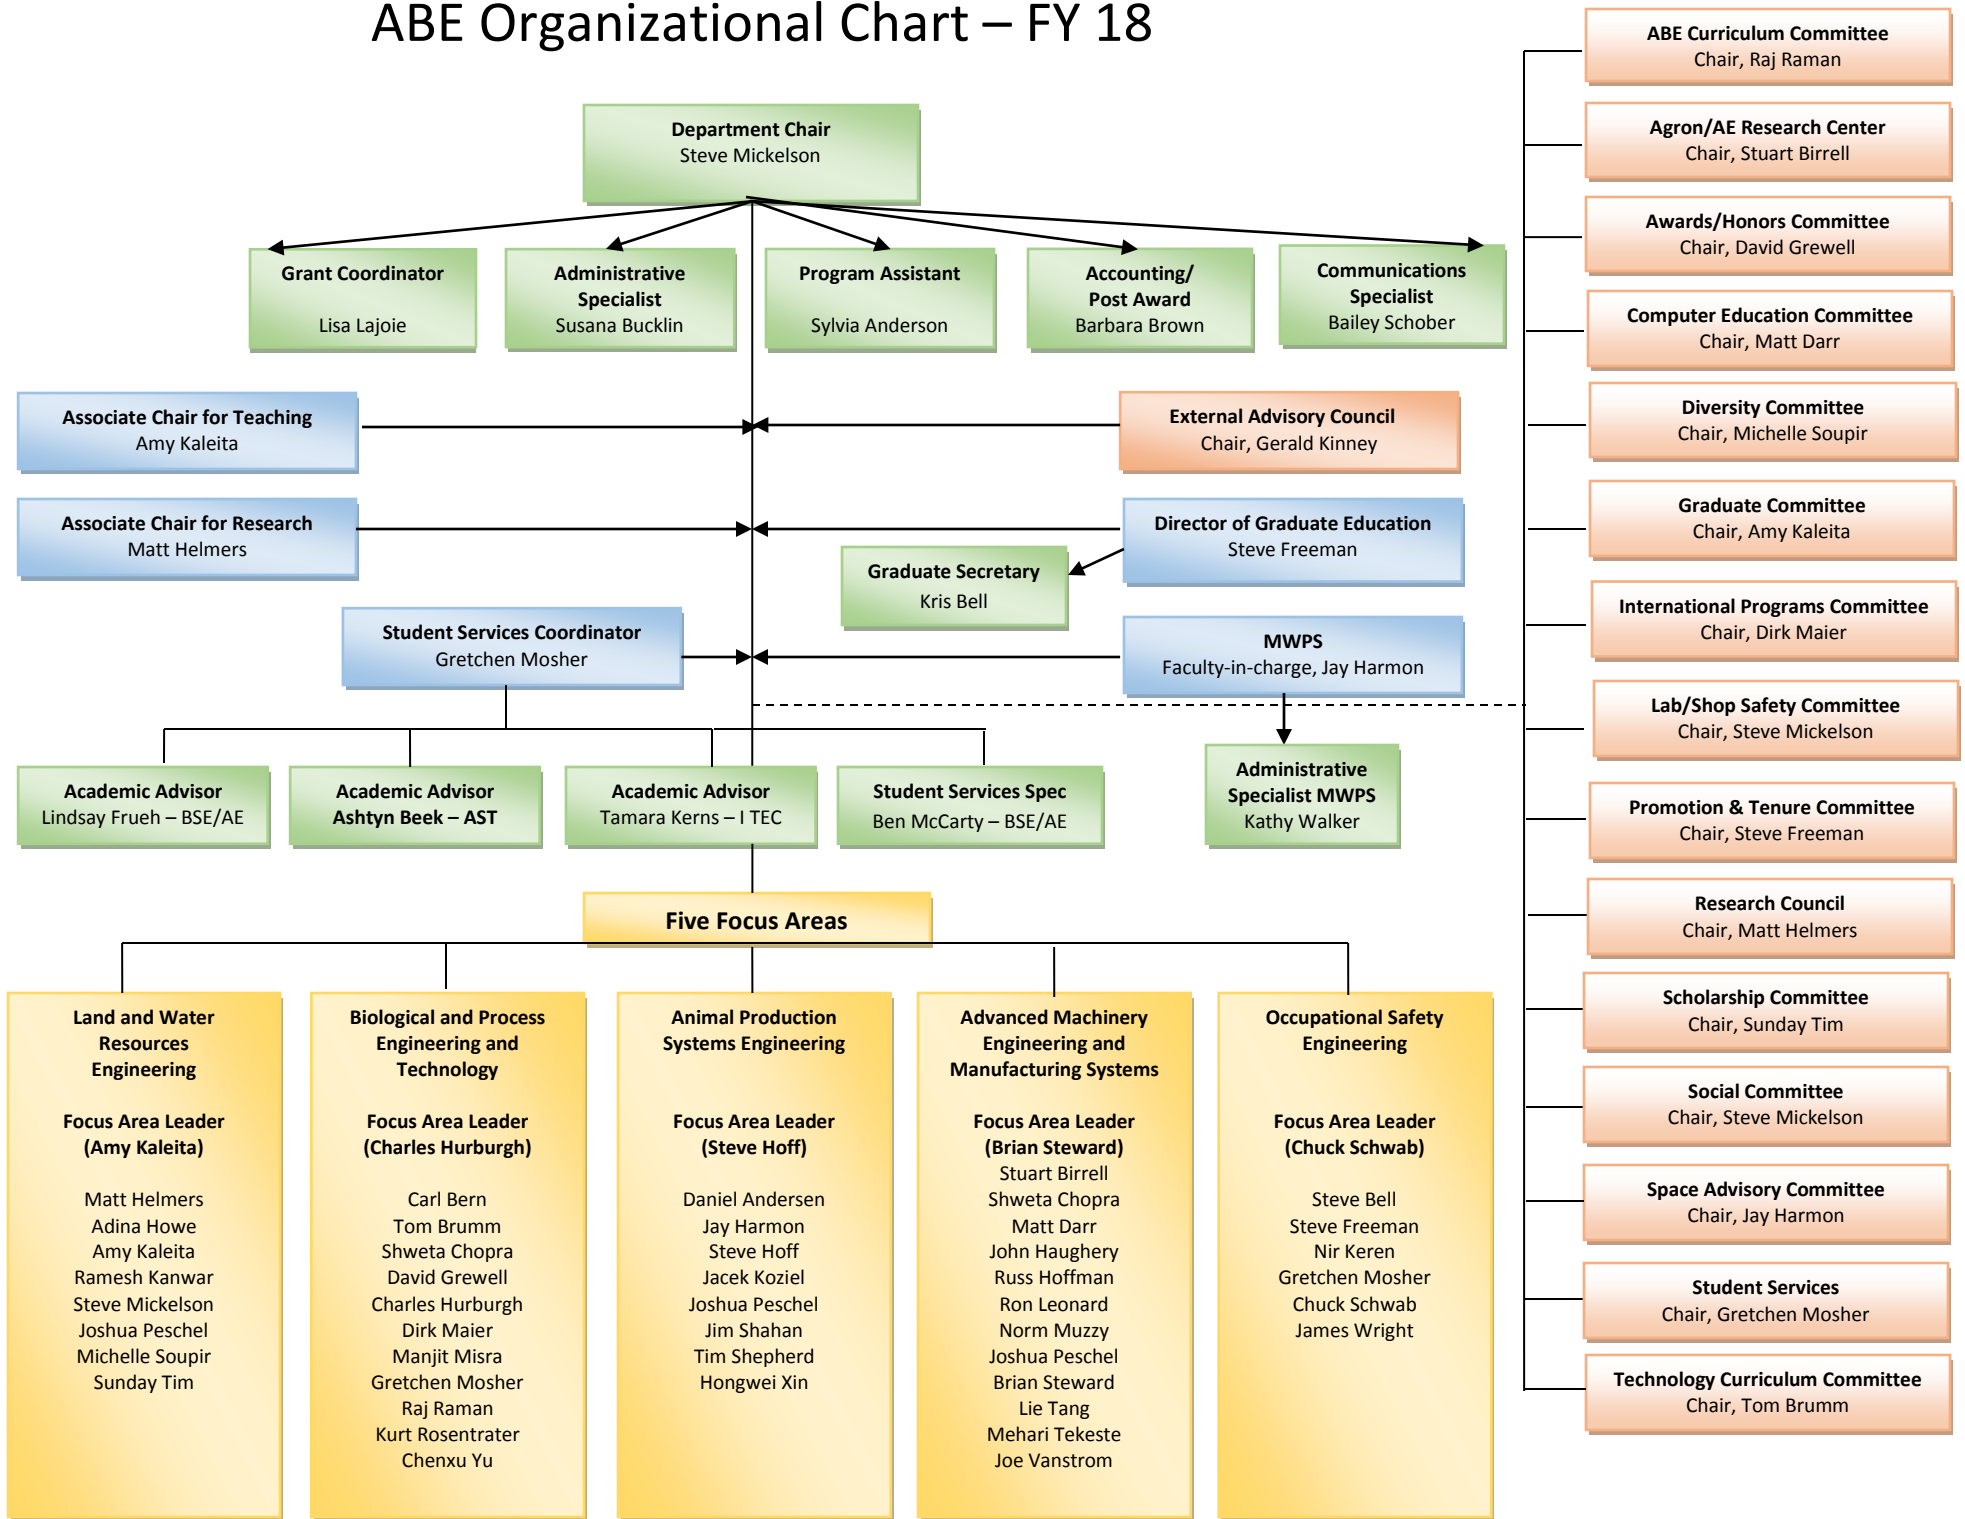 ABE Organizational Chart – FY 18
Department Chair
Steve Mickelson
Grant Coordinator
Lisa Lajoie
Administrative
Specialist
Susana Bucklin
Program Assistant
Sylvia Anderson
Accounting/
Post Award
Barbara Brown
Communications
Specialist
Bailey Schober
Associate Chair for Teaching
Amy Kaleita
External Advisory Council
Chair, Gerald Kinney
Associate Chair for Research
Matt Helmers
Director of Graduate Education
Steve Freeman
Graduate Secretary
Kris Bell
Student Services Coordinator
Gretchen Mosher
MWPS
Faculty-in-charge, Jay Harmon
Academic Advisor
Lindsay Frueh – BSE/AE
Academic Advisor
Ashtyn Beek – AST
Academic Advisor
Tamara Kerns – I TEC
Student Services Spec
Ben McCarty – BSE/AE
Administrative
Specialist MWPS
Kathy Walker
Five Focus Areas
Land and Water
Resources
Engineering
Focus Area Leader
(Amy Kaleita)
Matt Helmers
Adina Howe
Amy Kaleita
Ramesh Kanwar
Steve Mickelson
Joshua Peschel
Michelle Soupir
Sunday Tim
Biological and Process
Engineering and
Technology
Focus Area Leader
(Charles Hurburgh)
Carl Bern
Tom Brumm
Shweta Chopra
David Grewell
Charles Hurburgh
Dirk Maier
Manjit Misra
Gretchen Mosher
Raj Raman
Kurt Rosentrater
Chenxu Yu
Animal Production
Systems Engineering
Focus Area Leader
(Steve Hoff)
Daniel Andersen
Jay Harmon
Steve Hoff
Jacek Koziel
Joshua Peschel
Jim Shahan
Tim Shepherd
Hongwei Xin
Advanced Machinery
Engineering and
Manufacturing Systems
Focus Area Leader
(Brian Steward)
Stuart Birrell
Shweta Chopra
Matt Darr
John Haughery
Russ Hoffman
Ron Leonard
Norm Muzzy
Joshua Peschel
Brian Steward
Lie Tang
Mehari Tekeste
Joe Vanstrom
Occupational Safety
Engineering
Focus Area Leader
(Chuck Schwab)
Steve Bell
Steve Freeman
Nir Keren
Gretchen Mosher
Chuck Schwab
James Wright
ABE Curriculum Committee
Chair, Raj Raman
Agron/AE Research Center
Chair, Stuart Birrell
Awards/Honors Committee
Chair, David Grewell
Computer Education Committee
Chair, Matt Darr
Diversity Committee
Chair, Michelle Soupir
Graduate Committee
Chair, Amy Kaleita
International Programs Committee
Chair, Dirk Maier
Lab/Shop Safety Committee
Chair, Steve Mickelson
Promotion & Tenure Committee
Chair, Steve Freeman
Research Council
Chair, Matt Helmers
Scholarship Committee
Chair, Sunday Tim
Social Committee
Chair, Steve Mickelson
Space Advisory Committee
Chair, Jay Harmon
Student Services
Chair, Gretchen Mosher
Technology Curriculum Committee
Chair, Tom Brumm